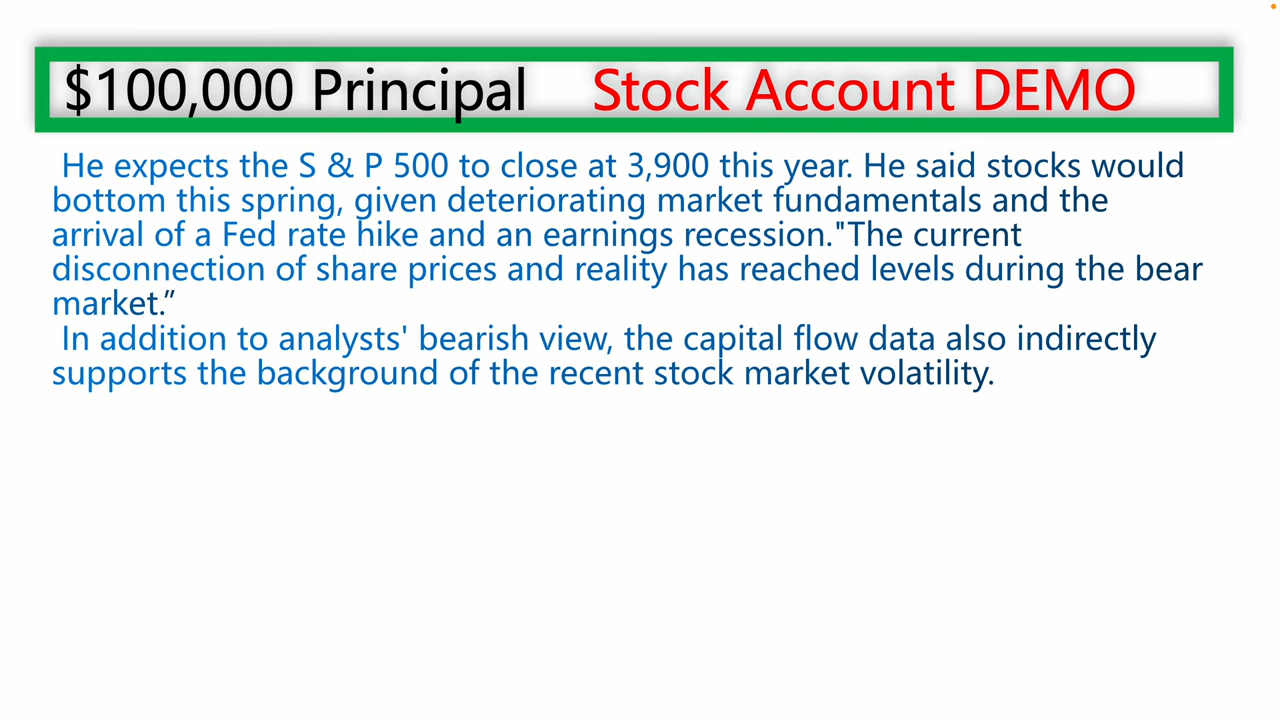 $100,000 Principal Stock Account DEMO
He expects the S & P 500 to close at 3,900 this year. He said stocks would
bottom this spring, given deteriorating market fundamentals and the
arrival of a Fed rate hike and an earnings recession."The current
disconnection of share prices and reality has reached levels during the bear
market.”
In addition to analysts' bearish view, the capital flow data also indirectly
supports the background of the recent stock market volatility.